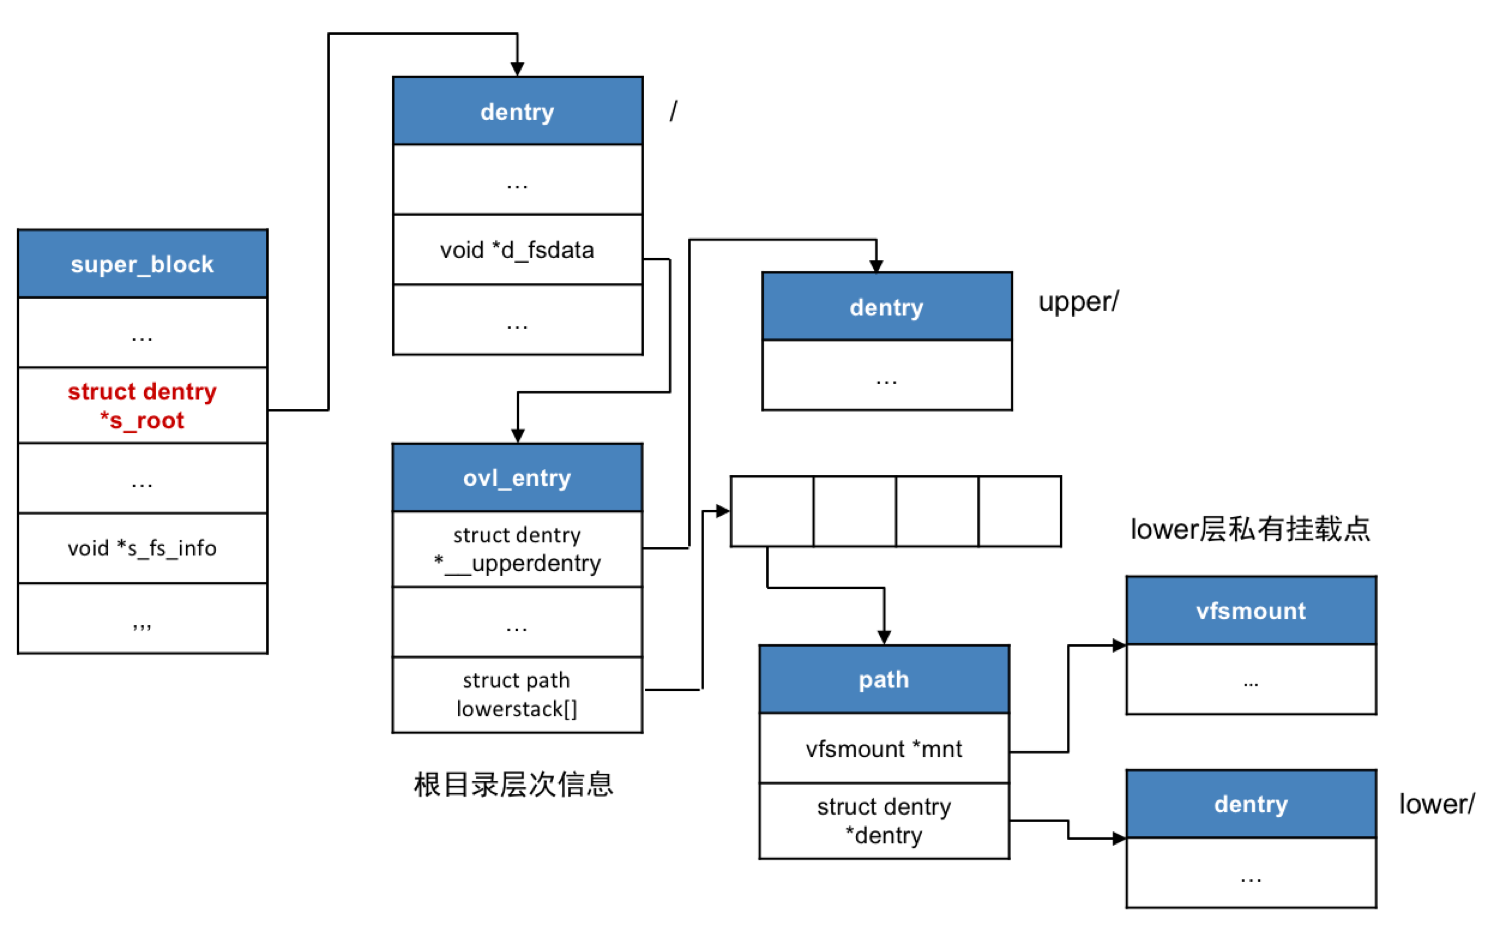 super_block
…
struct dentry
*s_root
…
void *s_fs_info
,,,
dentry
/
…
void *d_fsdata
…
ovl_entry
struct dentry
*__upperdentry
…
struct path
lowerstack[]
根目录层次信息
dentry
upper/
…
path
vfsmount *mnt
struct dentry
*dentry
lower层私有挂载点
vfsmount
...
dentry
lower/
…